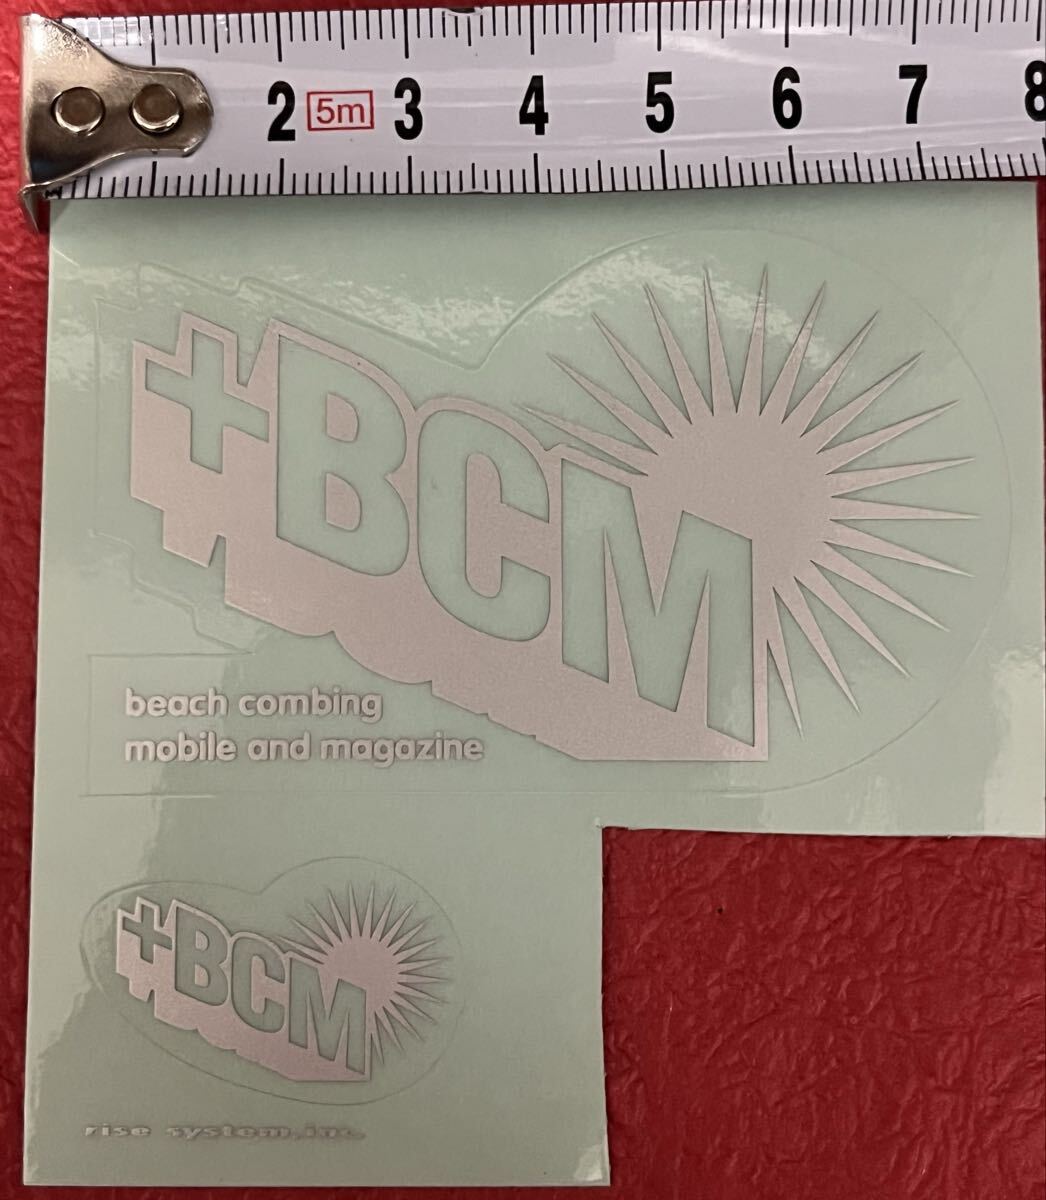 2 5m 3 4 5 6 7 8
+BCM
beach combing
mobile and magazine
+BCM
rise system,inc.